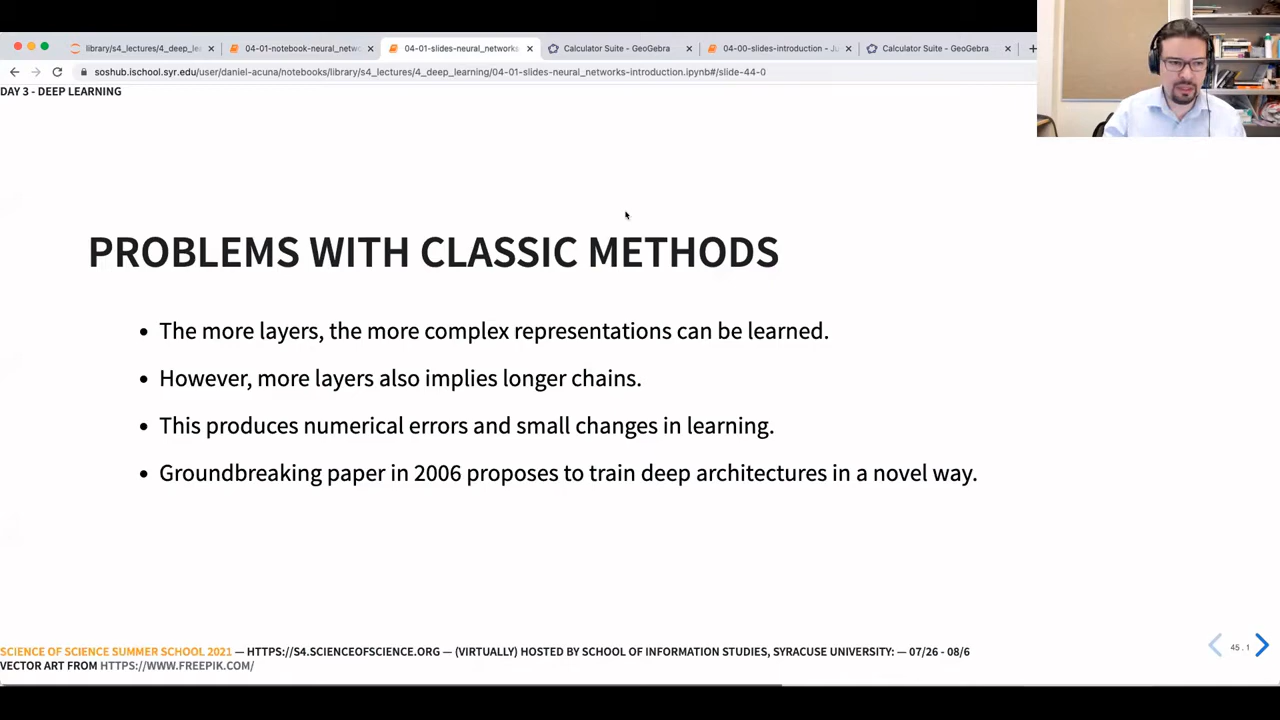 library/s4_lectures/4_deep_le
04-01-notebook-neural_netwo
04-01-slides-neural_networks
Calculator Suite - GeoGebra
04-00-slides-introduction - Ju
Calculator Suite - GeoGebra
soshub.ischool.syr.edu/user/daniel-acuna/notebooks/library/s4_lectures/4_deep_learning/04-01-slides-neural_networks-introduction.ipynb#/slide-44-0
DAY 3 - DEEP LEARNING
PROBLEMS WITH CLASSIC METHODS
• The more layers, the more complex representations can be learned.
• However, more layers also implies longer chains.
• This produces numerical errors and small changes in learning.
• Groundbreaking paper in 2006 proposes to train deep architectures in a novel way.
SCIENCE OF SCIENCE SUMMER SCHOOL 2021 — HTTPS://S4.SCIENCEOFSCIENCE.ORG — (VIRTUALLY) HOSTED BY SCHOOL OF INFORMATION STUDIES, SYRACUSE UNIVERSITY: — 07/26 - 08/6
VECTOR ART FROM HTTPS://WWW.FREEPIK.COM/
45 . 1